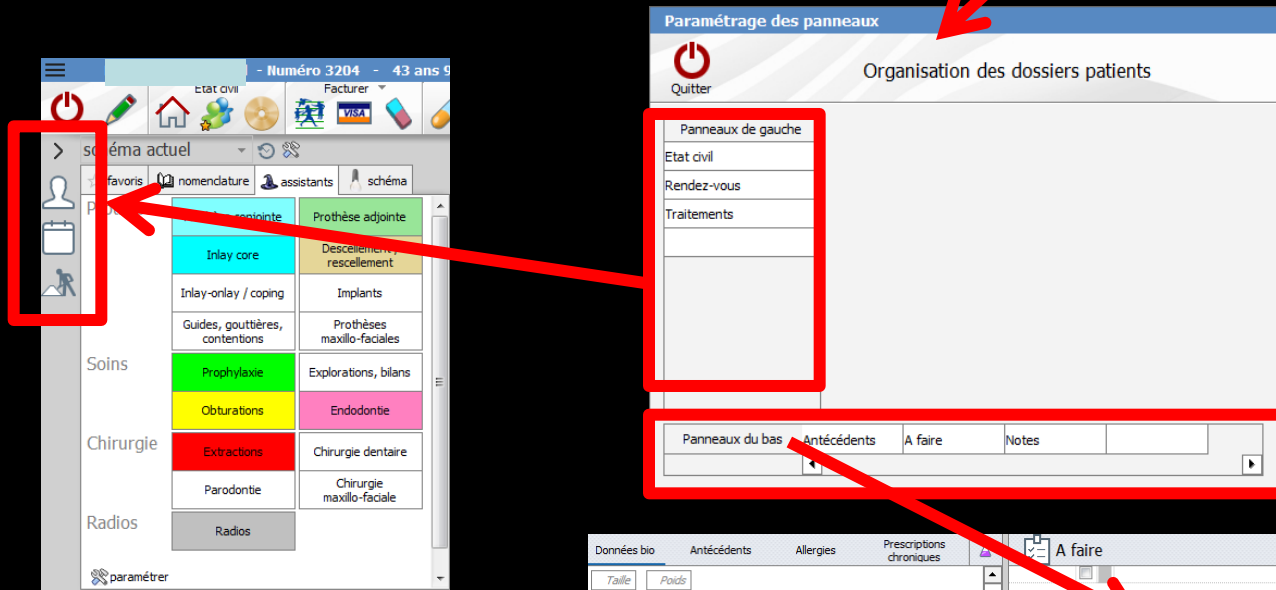 - Numéro 3204 - 43 ans 9
Etat civil
Facturer
VISA
schéma actuel
favoris
nomenclature
assistants
schéma
Prothèse adjointe
Inlay core
Descellement /
rescellement
Inlay-onlay / coping
Implants
Guides, gouttières,
contentions
Prothèses
maxillo-faciales
Soins
Prophylaxie
Explorations, bilans
Obturations
Endodontie
Chirurgie
Extractions
Chirurgie dentaire
Parodontie
Chirurgie
maxillo-faciale
Radios
Radios
paramétrer
Paramétrage des panneaux
Quitter
Organisation des dossiers patients
Panneaux de gauche
Etat civil
Rendez-vous
Traitements
Panneaux du bas
Antécédents
A faire
Notes
Données bio
Antécédents
Allergies
Prescriptions
chroniques
A faire
Taille
Poids